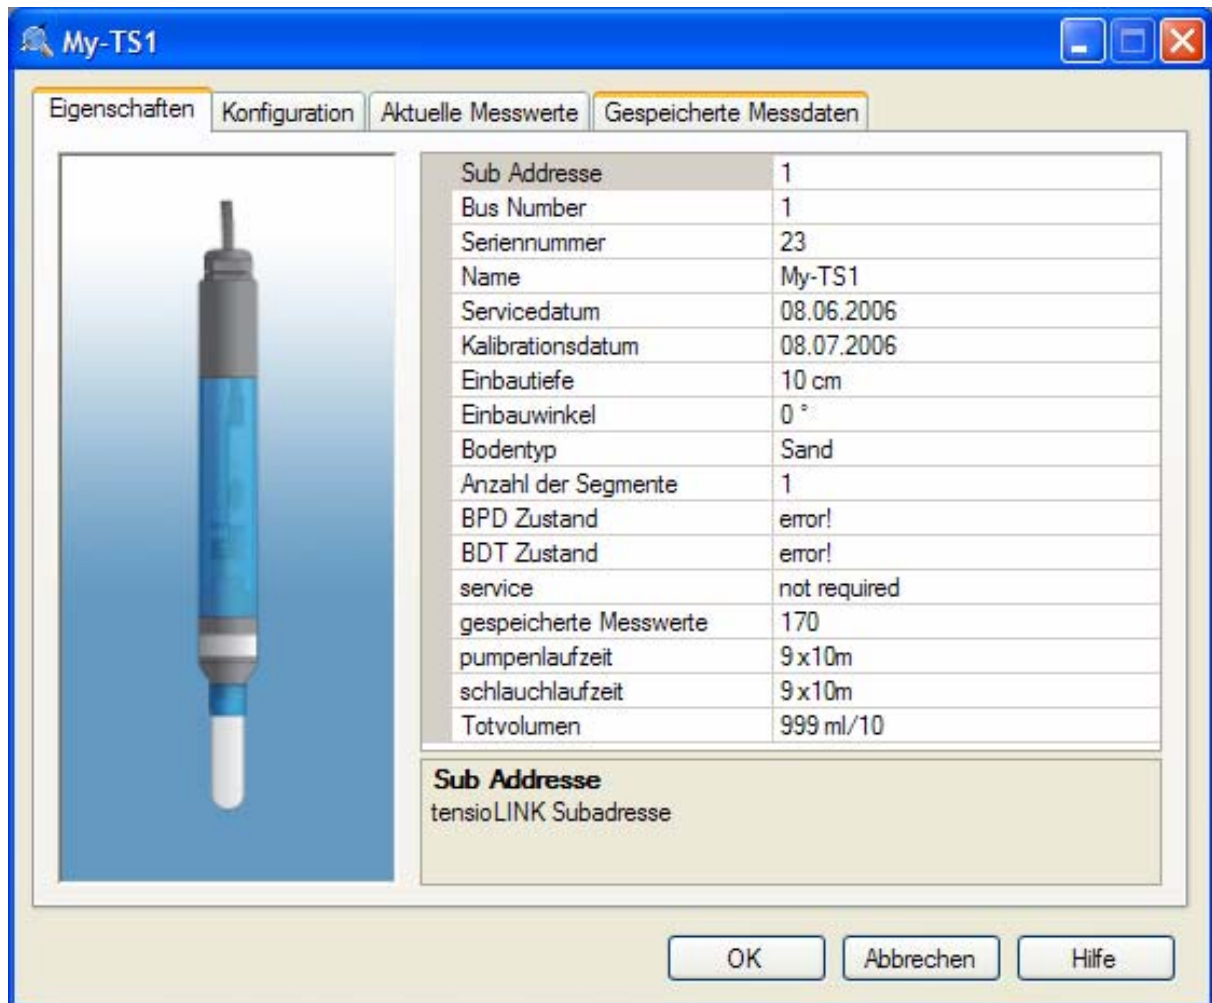 My-TS1
Eigenschaften Konfiguration Aktuelle Messwerte Gespeicherte Messdaten
Sub Addresse 1
Bus Number 1
Seriennummer 23
Name My-TS1
Servicedatum 08.06.2006
Kalibrationsdatum 08.07.2006
Einbautiefe 10 cm
Einbauwinkel 0 °
Bodentyp Sand
Anzahl der Segmente 1
BPD Zustand error!
BDT Zustand error!
service not required
gespeicherte Messwerte 170
pumpenlaufzeit 9 x10m
schlauchlaufzeit 9 x10m
Totvolumen 999 ml/10
Sub Addresse
tensioLINK Subadresse
OK Abbrechen Hilfe